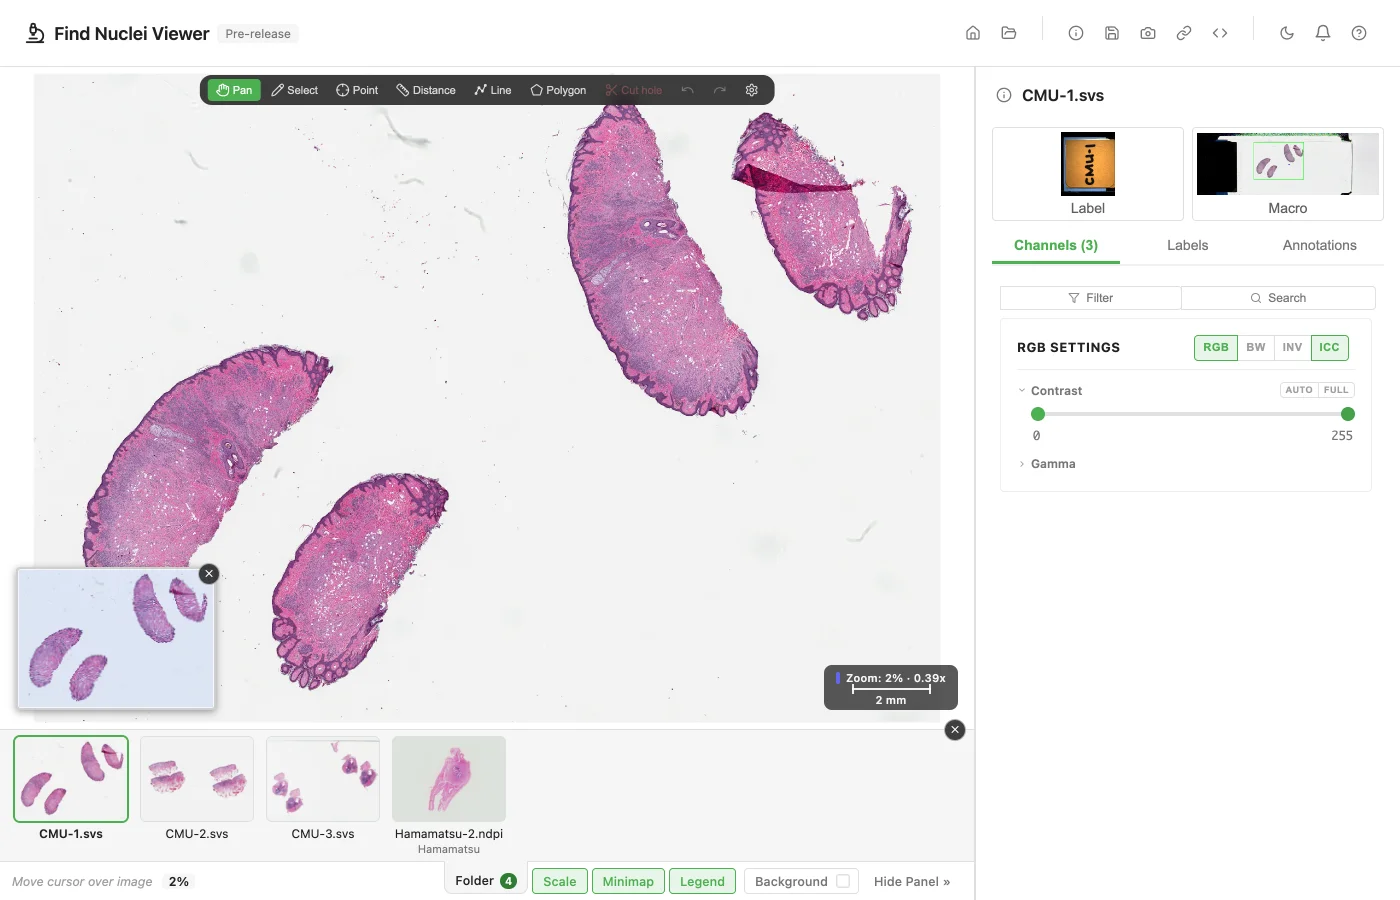 Find Nuclei Viewer Pre-release
Pan Select Point Distance Line Polygon Cut hole
CMU-1.svs
CMU-1
Label
Macro
Channels (3) Labels Annotations
Filter Search
RGB SETTINGS RGB BW INV ICC
Contrast AUTO FULL
0 255
Gamma
Zoom: 2% · 0.39x
2 mm
CMU-1.svs CMU-2.svs CMU-3.svs Hamamatsu-2.ndpi
Hamamatsu
Move cursor over image 2% Folder 4 Scale Minimap Legend Background Hide Panel »